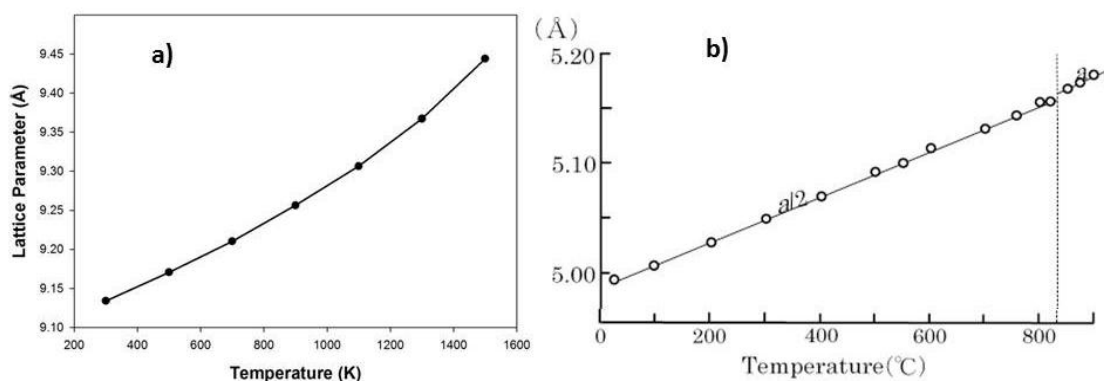 a)
9.45
9.40
9.35
9.30
9.25
9.20
9.15
9.10
Lattice Parameter (Å)
200 400 600 800 1000 1200 1400 1600
Temperature (K)
(Å)
b)
5.20
5.10
5.00
a/2
a
0 200 400 600 800
Temperature(℃)